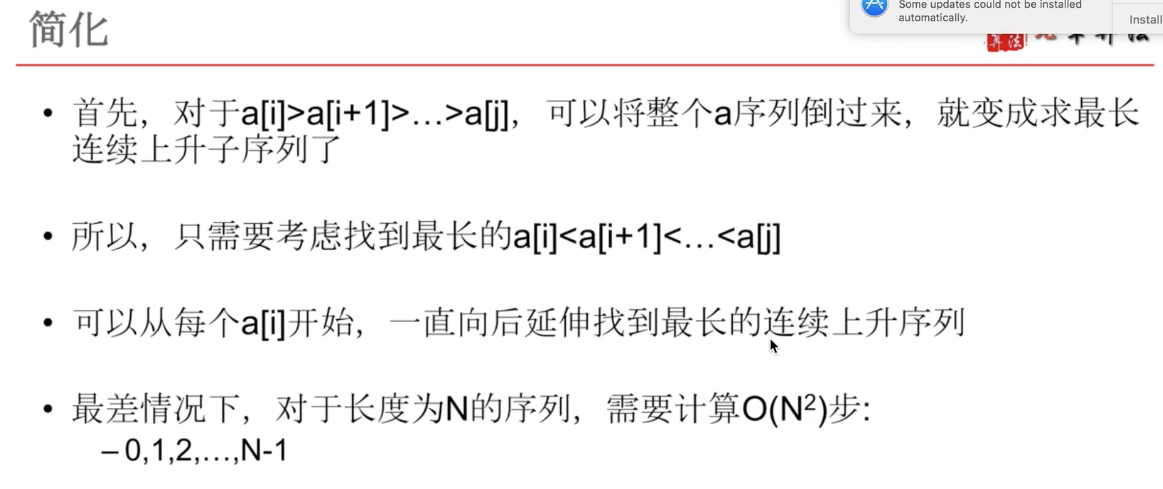 简化
Some updates could not be installed
automatically.
Install
算法
• 首先，对于a[i]>a[i+1]>…>a[j]，可以将整个a序列倒过来，就变成求最长
连续上升子序列了
• 所以，只需要考虑找到最长的a[i]<a[i+1]<…<a[j]
• 可以从每个a[i]开始，一直向后延伸找到最长的连续上升序列
• 最差情况下，对于长度为N的序列，需要计算O(N²)步:
– 0,1,2,…,N-1